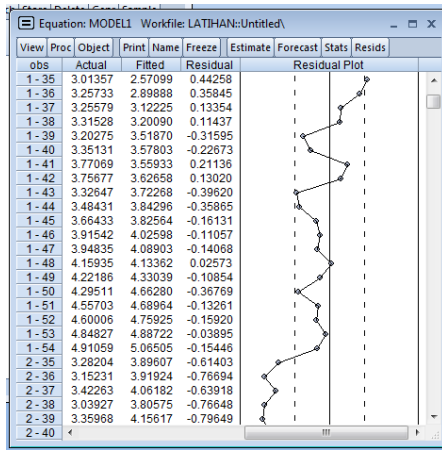 Equation: MODEL1 Workfile: LATIHAN::Untitled\
View Proc Object Print Name Freeze Estimate Forecast Stats Resids
obs Actual Fitted Residual Residual Plot
1 - 35 3.01357 2.57099 0.44258
1 - 36 3.25733 2.89888 0.35845
1 - 37 3.25579 3.12225 0.13354
1 - 38 3.31528 3.20090 0.11437
1 - 39 3.20275 3.51870 -0.31595
1 - 40 3.35131 3.57803 -0.22673
1 - 41 3.77069 3.55933 0.21136
1 - 42 3.75677 3.62658 0.13020
1 - 43 3.32647 3.72268 -0.39620
1 - 44 3.48431 3.84296 -0.35865
1 - 45 3.66433 3.82564 -0.16131
1 - 46 3.91542 4.02598 -0.11057
1 - 47 3.94835 4.08903 -0.14068
1 - 48 4.15935 4.13362 0.02573
1 - 49 4.22186 4.33039 -0.10854
1 - 50 4.29511 4.66280 -0.36769
1 - 51 4.55703 4.68964 -0.13261
1 - 52 4.60006 4.75925 -0.15920
1 - 53 4.84827 4.88722 -0.03895
1 - 54 4.91059 5.06505 -0.15446
2 - 35 3.28204 3.89607 -0.61403
2 - 36 3.15231 3.91924 -0.76694
2 - 37 3.42263 4.06182 -0.63918
2 - 38 3.03927 3.80575 -0.76648
2 - 39 3.35968 4.15617 -0.79649
2 - 40